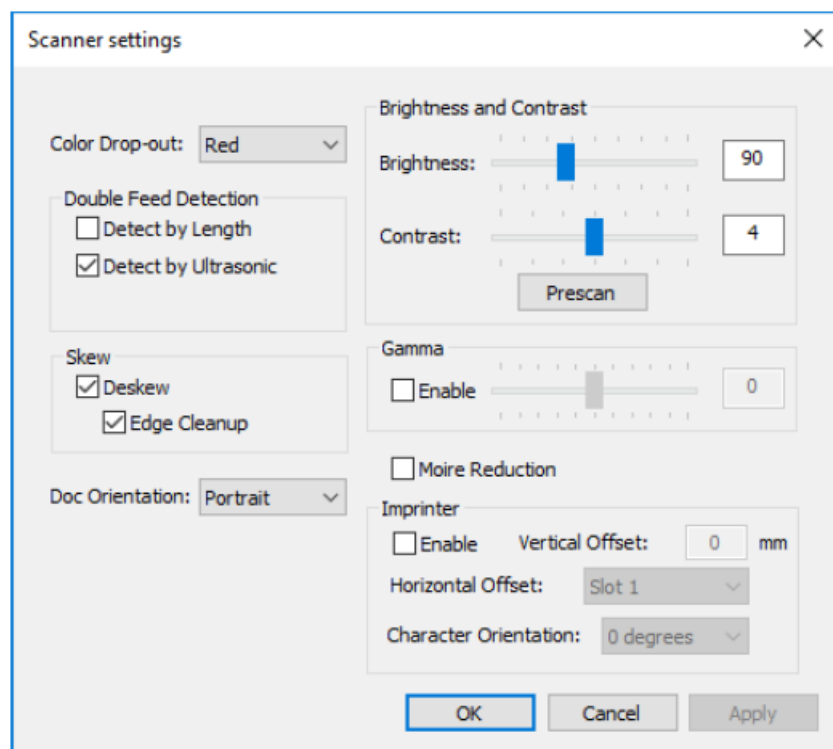 Scanner settings
Color Drop-out: Red
Double Feed Detection
Detect by Length
Detect by Ultrasonic
Skew
Deskew
Edge Cleanup
Doc Orientation: Portrait
Brightness and Contrast
Brightness: 90
Contrast: 4
Prescan
Gamma
Enable 0
Moire Reduction
Imprinter
Enable Vertical Offset: 0 mm
Horizontal Offset: Slot 1
Character Orientation: 0 degrees
OK Cancel Apply